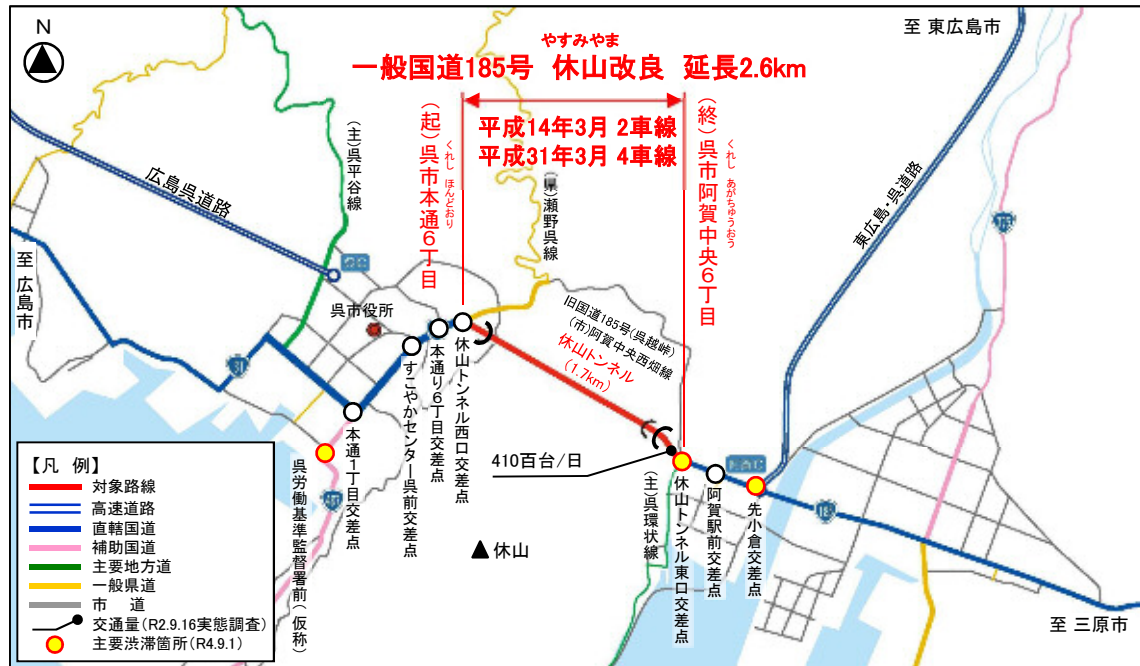 N
至 東広島市
やすみやま
一般国道185号 休山改良 延長2.6km
平成14年3月 2車線
平成31年3月 4車線
(起)呉市本通6丁目
くれし ほんどおり
(終)呉市阿賀中央6丁目
くれし あがちゅうおう
(主)呉平谷線
広島呉道路
(県)瀬野呉線
東広島・呉道路
至 広島市
呉市役所
旧国道185号(呉越峠)
(市)阿賀中央西畑線
休山トンネル
(1.7km)
31
185
487
休山トンネル西口交差点
本通り6丁目交差点
すこやかセンター呉前交差点
本通1丁目交差点
呉労働基準監督署前(仮称)
410百台/日
(主)呉環状線
休山トンネル東口交差点
阿賀駅前交差点
先小倉交差点
▲休山
至 三原市
【凡 例】
対象路線
高速道路
直轄国道
補助国道
主要地方道
一般県道
市 道
交通量(R2.9.16実態調査)
主要渋滞箇所(R4.9.1)